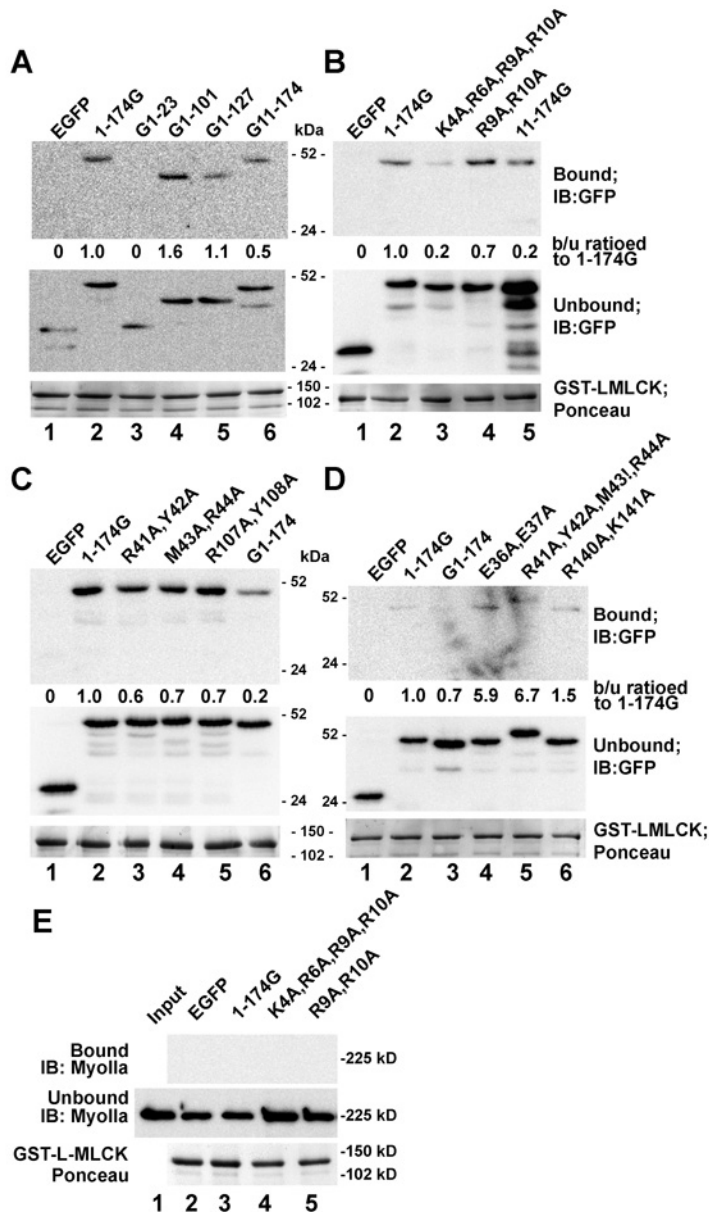 A
EGFP
1-174G
G1-23
G1-101
G1-127
G11-174
kDa
- 52 -
24 -
0 1.0 0 1.6 1.1 0.5
- 52 -
- 24 -
- 150 -
- 102 -
1 2 3 4 5 6
B
EGFP
1-174G
K4A,R6A,R9A,R10A
R9A,R10A
11-174G
Bound;
IB:GFP
0 1.0 0.2 0.7 0.2
b/u ratioed
to 1-174G
Unbound;
IB:GFP
GST-LMLCK;
Ponceau
1 2 3 4 5
C
EGFP
1-174G
R41A,Y42A
M43A,R44A
R107A,Y108A
G1-174
kDa
- 52
- 24
0 1.0 0.6 0.7 0.7 0.2
- 52
- 24
- 150 -
- 102 -
1 2 3 4 5 6
D
EGFP
1-174G
G1-174
E36A,E37A
R41A,Y42A,M43!,R44A
R140A,K141A
52 -
24 -
Bound;
IB:GFP
0 1.0 0.7 5.9 6.7 1.5
b/u ratioed
to 1-174G
52 -
24 -
Unbound;
IB:GFP
GST-LMLCK;
Ponceau
1 2 3 4 5 6
E
Input
EGFP
1-174G
K4A,R6A,R9A,R10A
R9A,R10A
Bound
IB: MyoIIa
-225 kD
Unbound
IB: MyoIIa
-225 kD
GST-L-MLCK
Ponceau
-150 kD
-102 kD
1 2 3 4 5